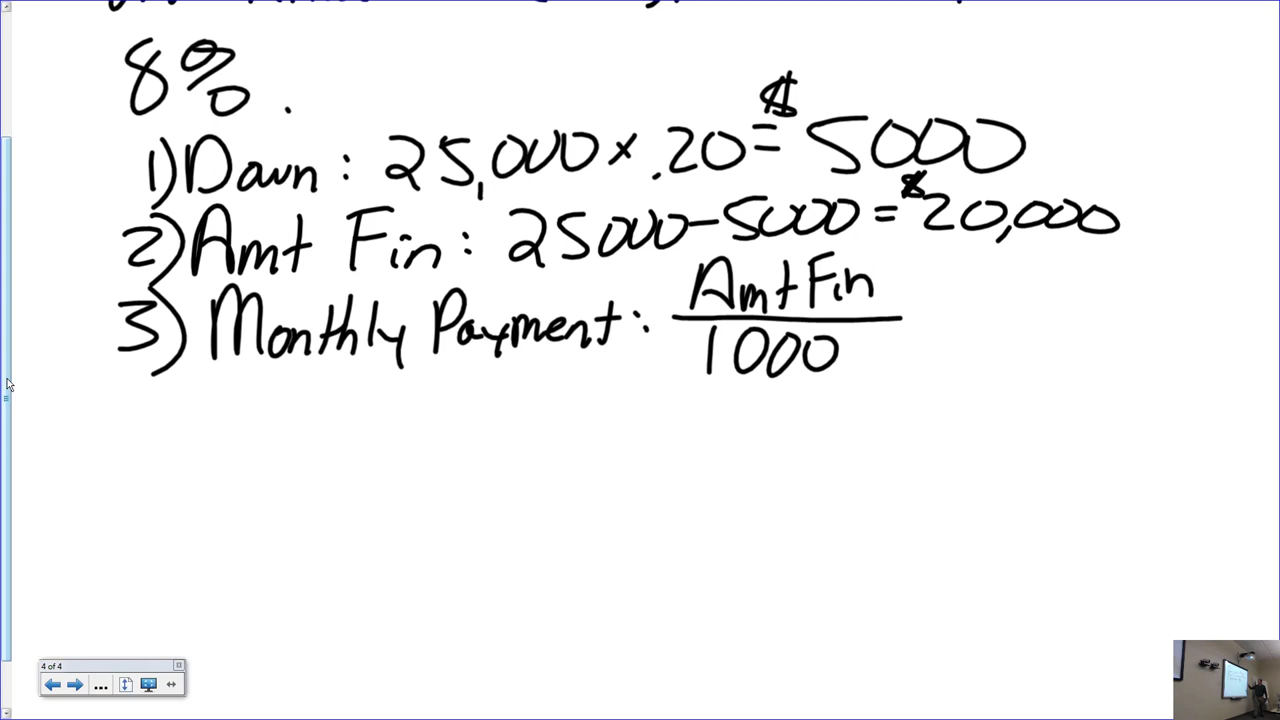 8%.
1) Down: 25,000 × .20 = $5000
2) Amt Fin: 25000 - 5000 = $20,000
3) Monthly Payment: Amt Fin
1000
4 of 4